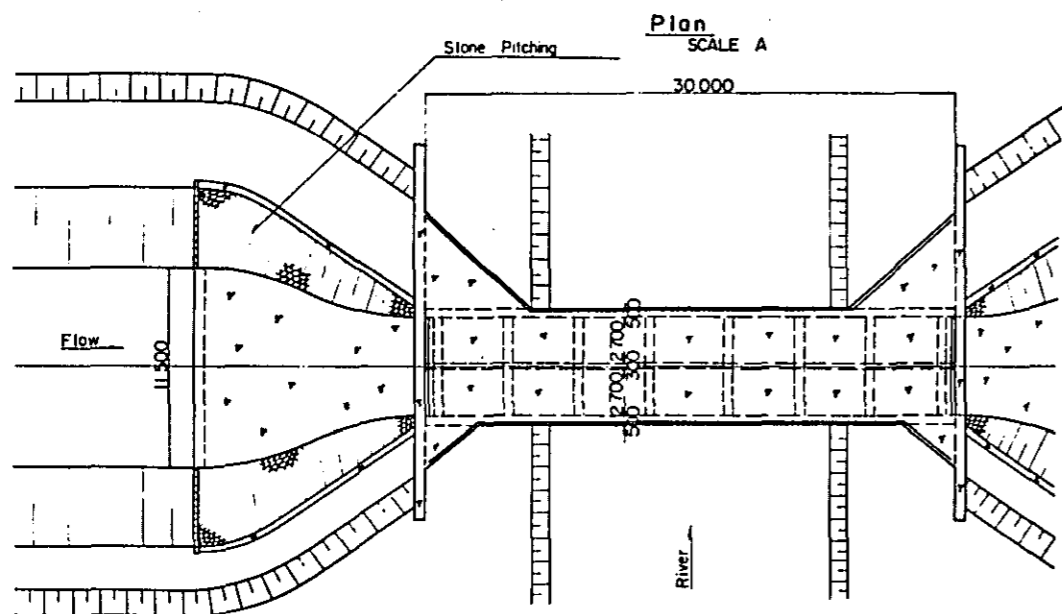 Plan
SCALE A
Stone Pitching
30.000
500
2.700
300
2.700
500
Flow
11.500
River